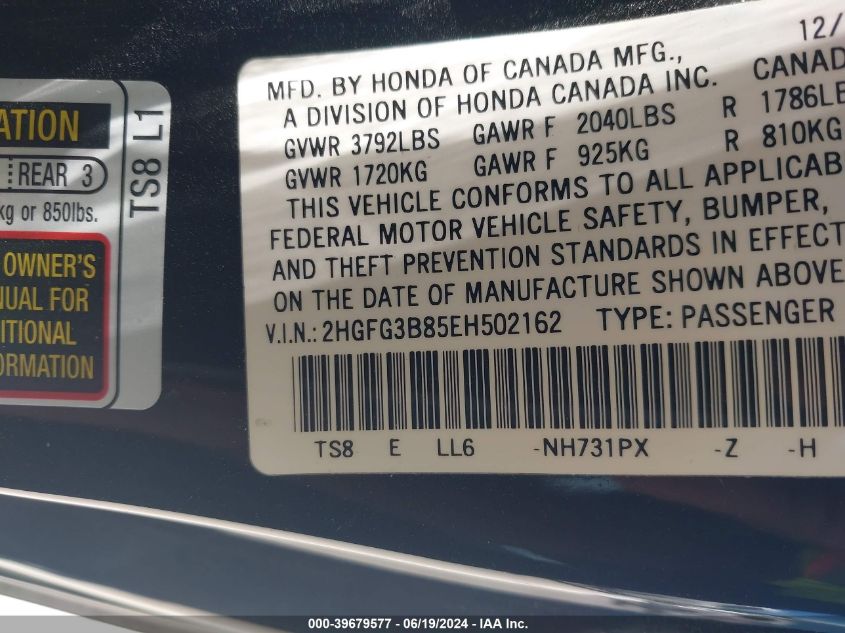 ATION
REAR 3
kg or 850lbs.
OWNER'S
NUAL FOR
ITIONAL
FORMATION
TS8 L1
12/
MFD. BY HONDA OF CANADA MFG.,
A DIVISION OF HONDA CANADA INC. CANAD
GVWR 3792LBS GAWR F 2040LBS R 1786LB
GVWR 1720KG GAWR F 925KG R 810KG
THIS VEHICLE CONFORMS TO ALL APPLICAB
FEDERAL MOTOR VEHICLE SAFETY, BUMPER,
AND THEFT PREVENTION STANDARDS IN EFFECT
ON THE DATE OF MANUFACTURE SHOWN ABOVE
V.I.N.: 2HGFG3B85EH502162 TYPE: PASSENGER
TS8 E LL6 -NH731PX -Z -H
000-39679577 - 06/19/2024 - IAA Inc.